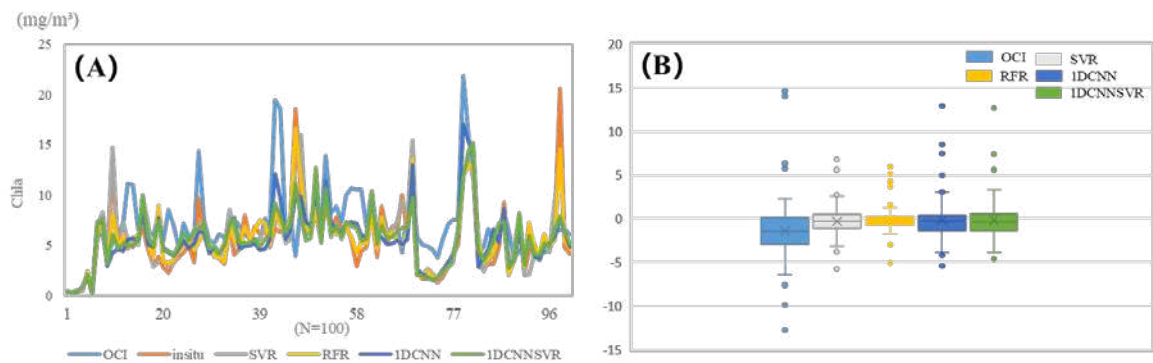 (mg/m³)
25
20
15
10
5
0
Chla
(A)
1
20
39
58
77
96
(N=100)
OCI
insitu
SVR
RFR
1DCNN
1DCNNSVR
20
15
10
5
0
-5
-10
-15
(B)
OCI
SVR
RFR
1DCNN
1DCNNSVR